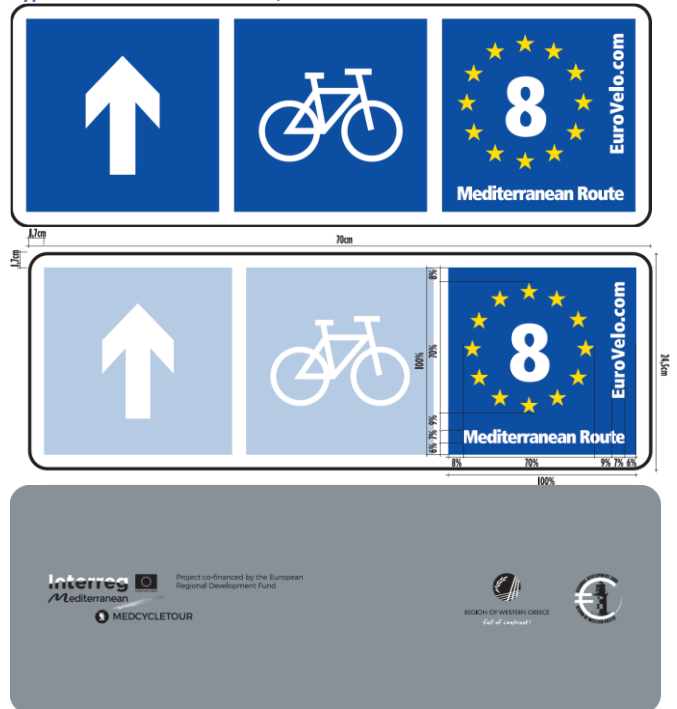 8
EuroVelo.com
Mediterranean Route
1,7cm
70cm
1,7cm
8%
70%
100%
9%
7%
6%
8
EuroVelo.com
Mediterranean Route
24,5cm
8%
70%
9%
7%
6%
100%
Interreg
Mediterranean
MEDCYCLETOUR
Project co-financed by the European
Regional Development Fund
REGION OF WESTERN GREECE
full of contrast!